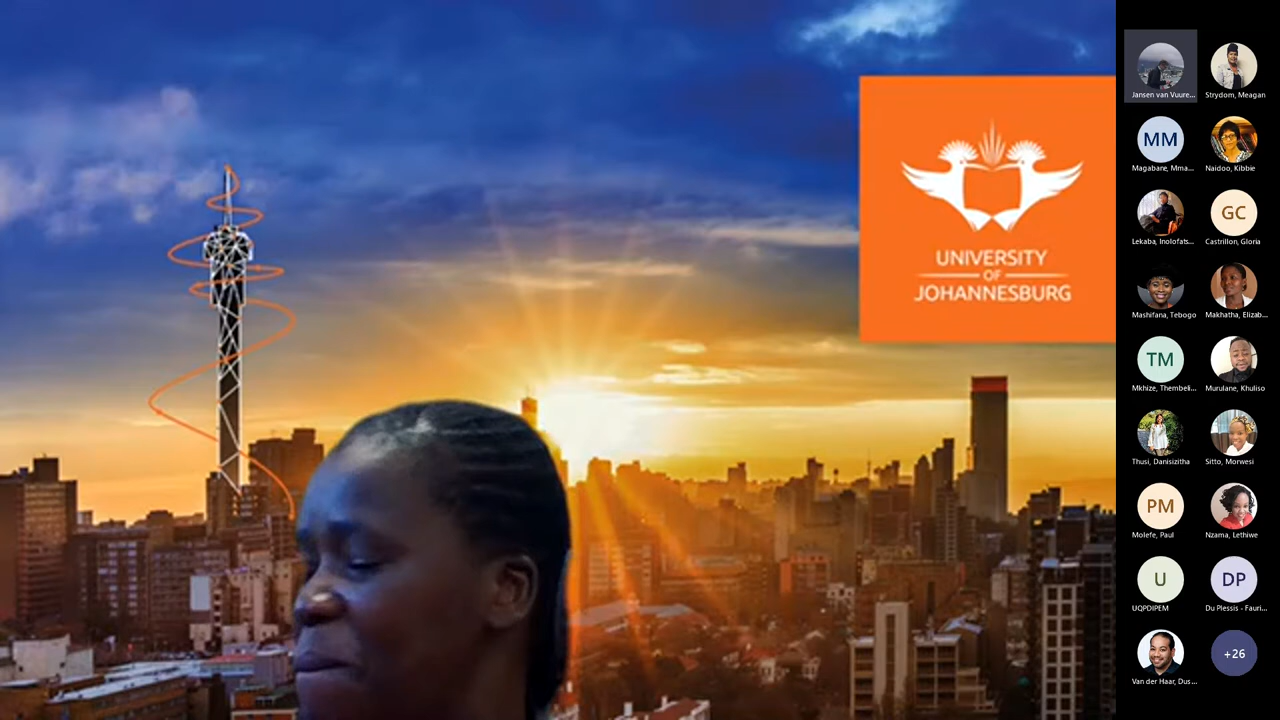 UNIVERSITY
OF
JOHANNESBURG
Jansen van Vuure...
Strydom, Meagan
MM
Magabane, Mma...
Naidoo, Kibbie
Lekaba, Inolofats...
GC
Castrillon, Gloria
Mashifana, Tebogo
Makhatha, Elizab...
TM
Mkhize, Thembeli...
Murulane, Khuliso
Thusi, Danisizitha
Sitto, Morwesi
PM
Molefe, Paul
Nzama, Lethiwe
U
UQPDIPEM
DP
Du Plessis - Fauri...
Van der Haar, Dus...
+26